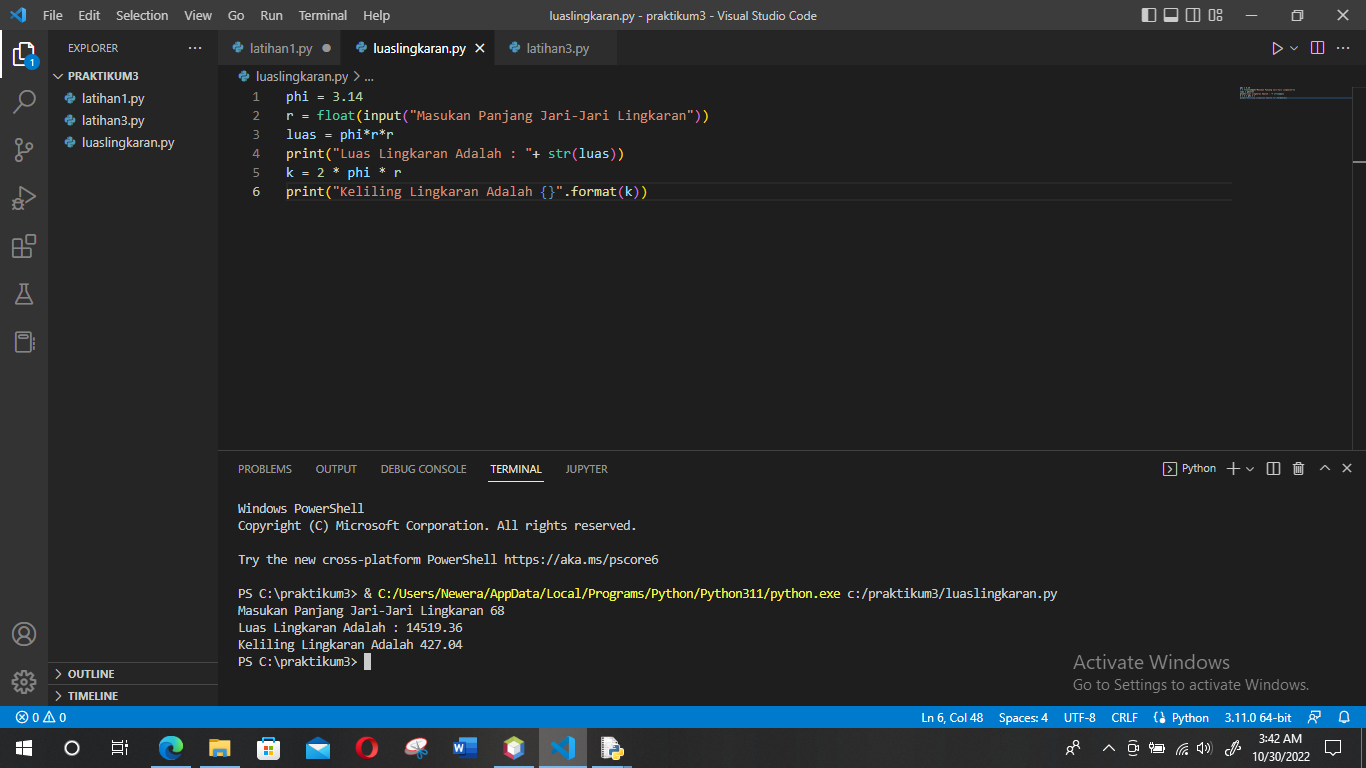 File Edit Selection View Go Run Terminal Help
luaslingkaran.py - praktikum3 - Visual Studio Code
EXPLORER
PRAKTIKUM3
latihan1.py
latihan3.py
luaslingkaran.py
OUTLINE
TIMELINE
1
latihan1.py luaslingkaran.py latihan3.py
luaslingkaran.py > ...
1 phi = 3.14
2 r = float(input("Masukan Panjang Jari-Jari Lingkaran"))
3 luas = phi*r*r
4 print("Luas Lingkaran Adalah : "+ str(luas))
5 k = 2 * phi * r
6 print("Keliling Lingkaran Adalah {}".format(k))
PROBLEMS OUTPUT DEBUG CONSOLE TERMINAL JUPYTER
Python
Windows PowerShell
Copyright (C) Microsoft Corporation. All rights reserved.
Try the new cross-platform PowerShell https://aka.ms/pscore6
PS C:\praktikum3> & C:/Users/Newera/AppData/Local/Programs/Python/Python311/python.exe c:/praktikum3/luaslingkaran.py
Masukan Panjang Jari-Jari Lingkaran 68
Luas Lingkaran Adalah : 14519.36
Keliling Lingkaran Adalah 427.04
PS C:\praktikum3>
Activate Windows
Go to Settings to activate Windows.
0 0
Ln 6, Col 48 Spaces: 4 UTF-8 CRLF Python 3.11.0 64-bit
3:42 AM
10/30/2022